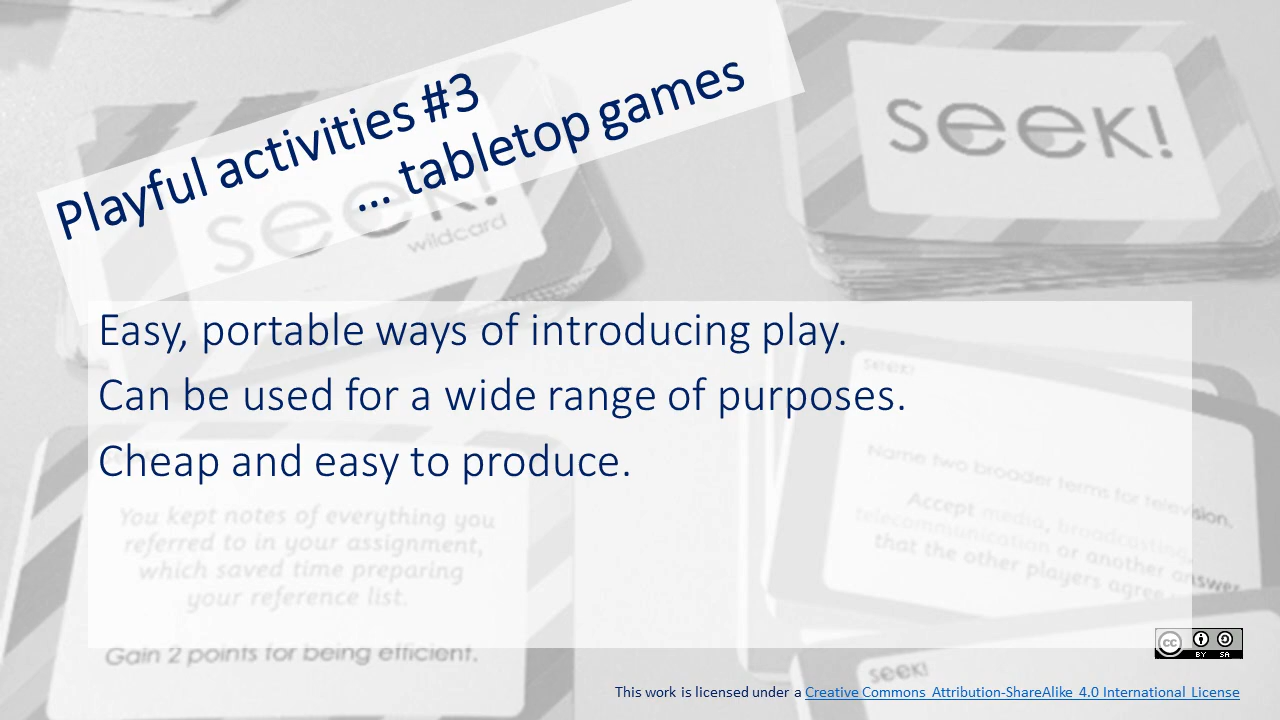 Playful activities #3
... tabletop games
seek!
seek!
wildcard
Easy, portable ways of introducing play.
Can be used for a wide range of purposes.
Cheap and easy to produce.
seek!
Name two broader terms for television.
Accept media, broadcasting,
telecommunication or another answer
that the other players agree
You kept notes of everything you
referred to in your assignment,
which saved time preparing
your reference list.
Gain 2 points for being efficient.
seek!
cc BY SA
This work is licensed under a Creative Commons Attribution-ShareAlike 4.0 International License